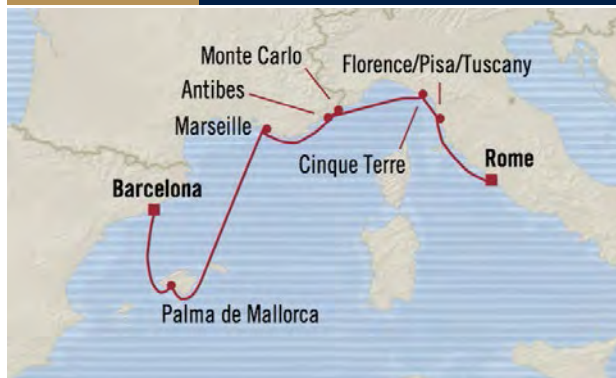 Monte Carlo
Florence/Pisa/Tuscany
Antibes
Marseille
Cinque Terre
Rome
Barcelona
Palma de Mallorca